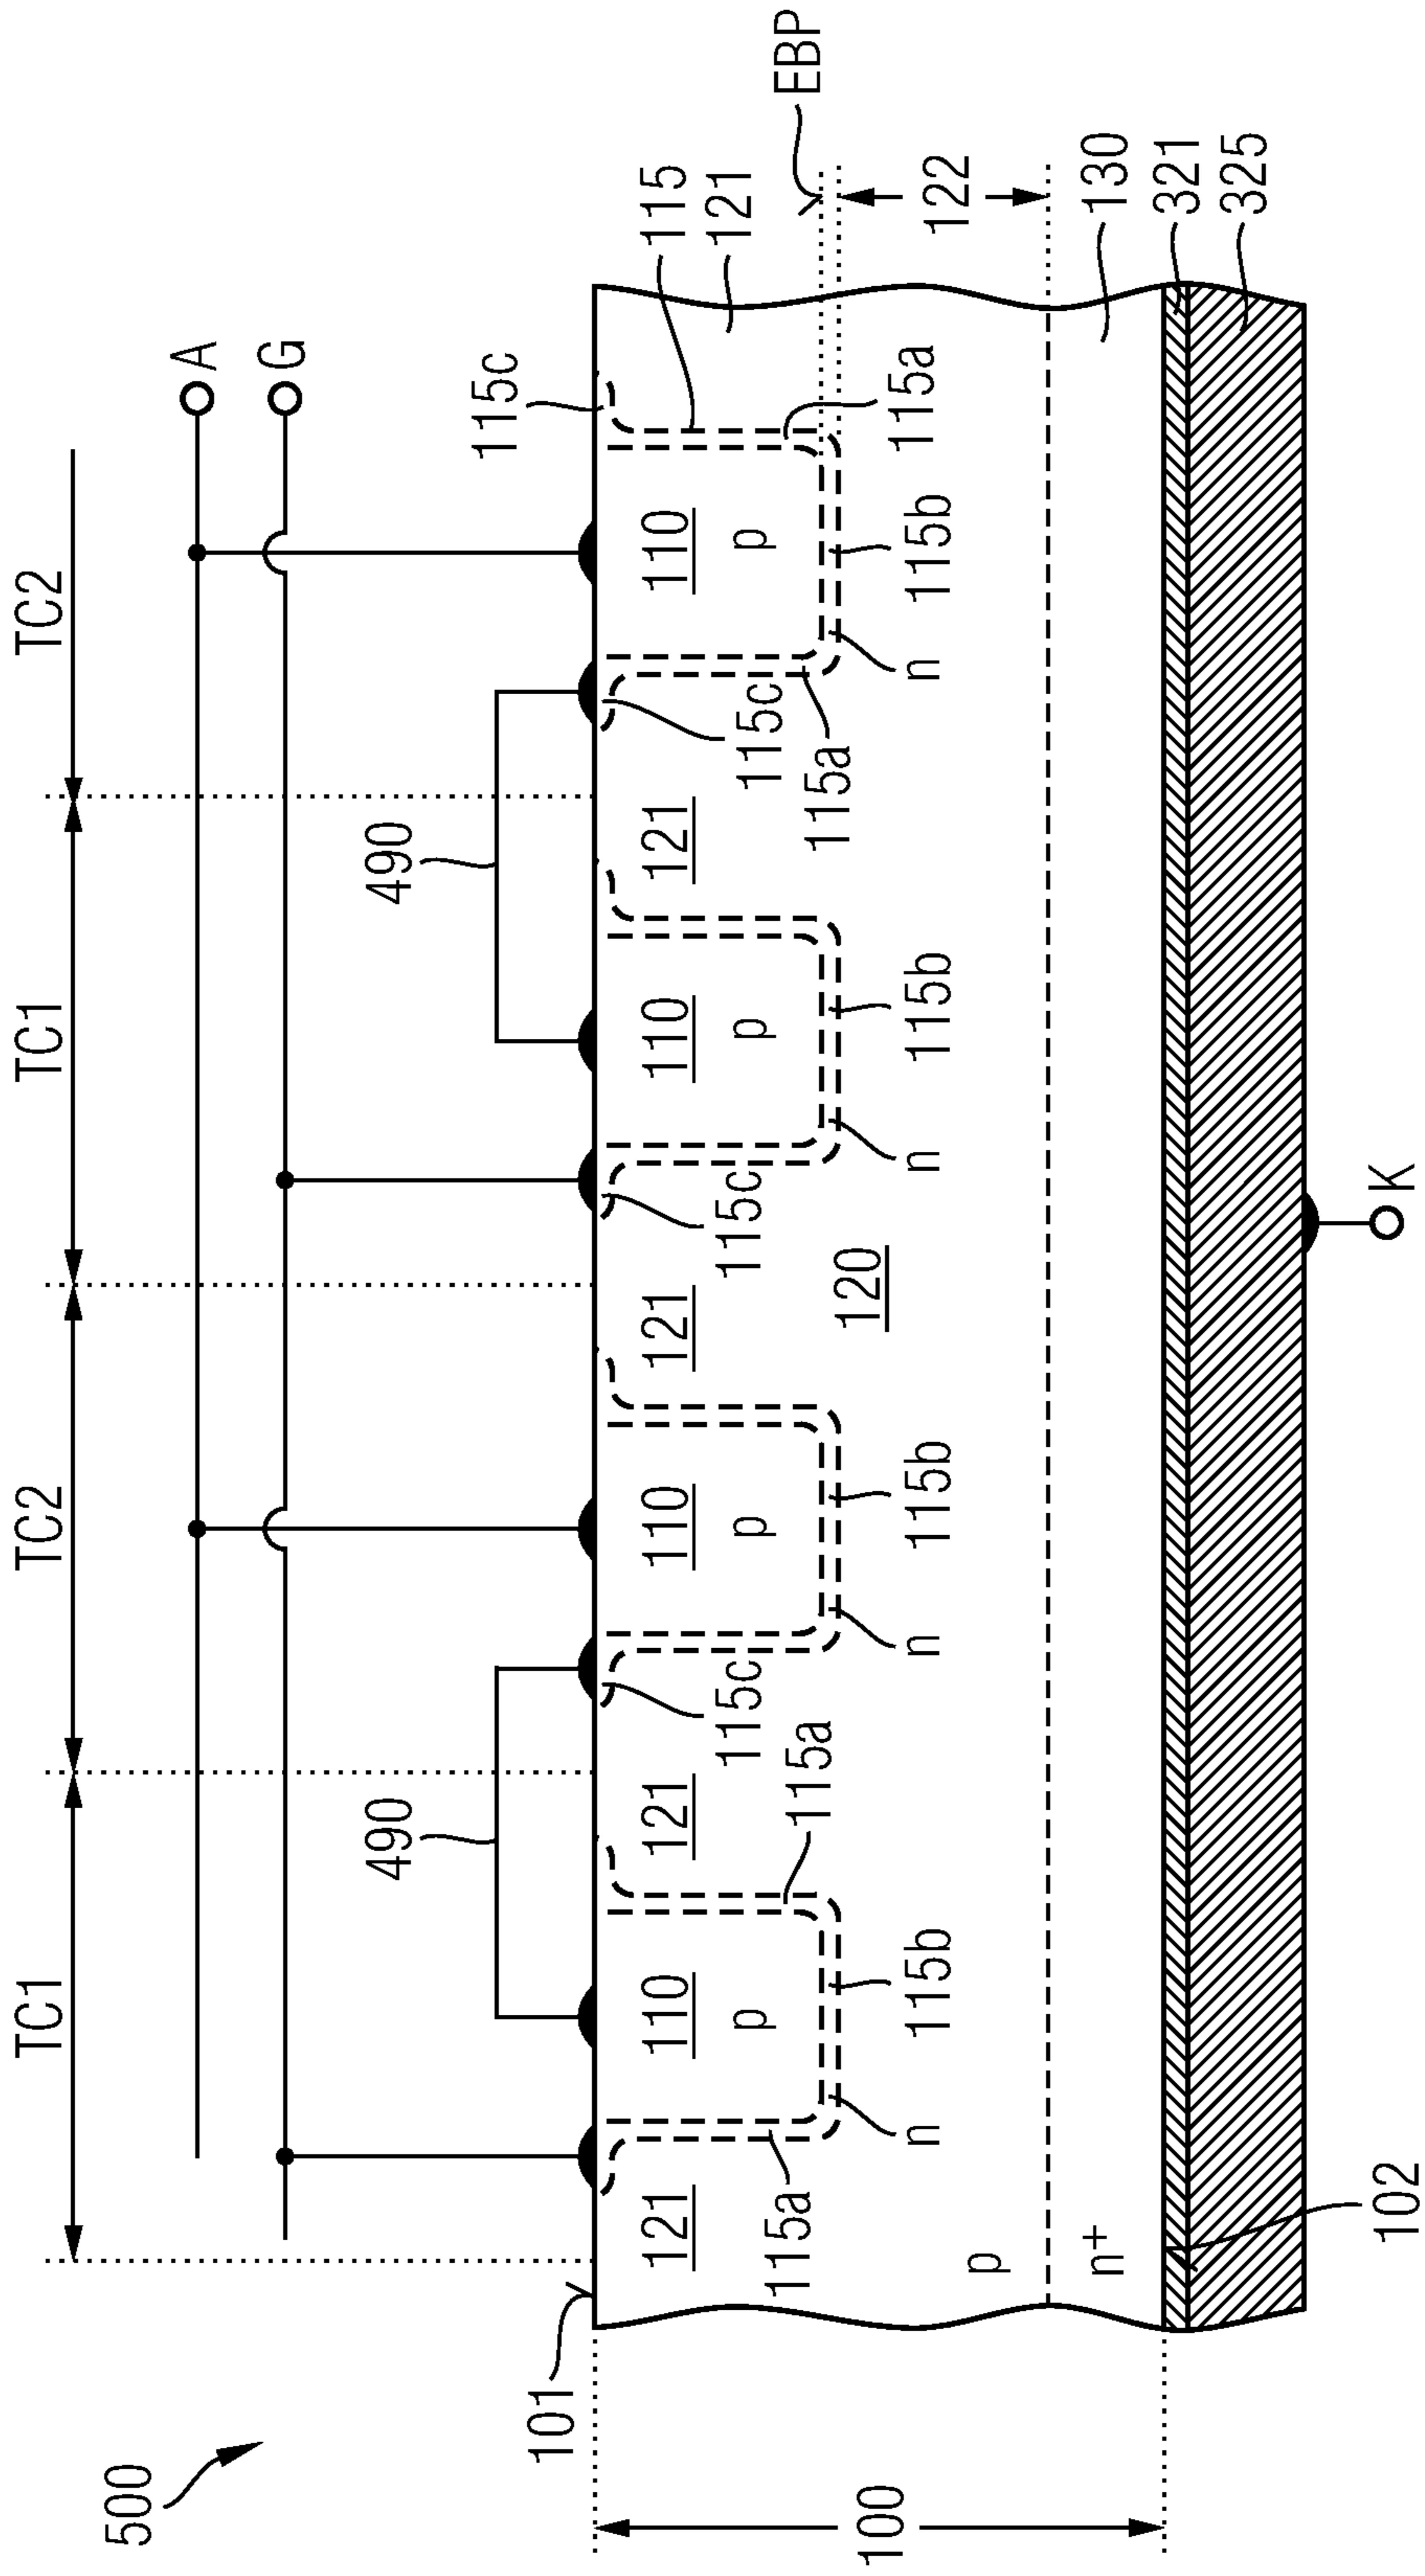 TC1 TC2 TC1 TC2
500
A
G
490 490
115c
101
121 110 121 110 121 110 121 110 115
121
p p p p
115c 115c 115c
115a 115a 115a EBP
120
100
115a
n 115b n 115b n 115b n 115b
122
p
n+ 130
321
325
102 K